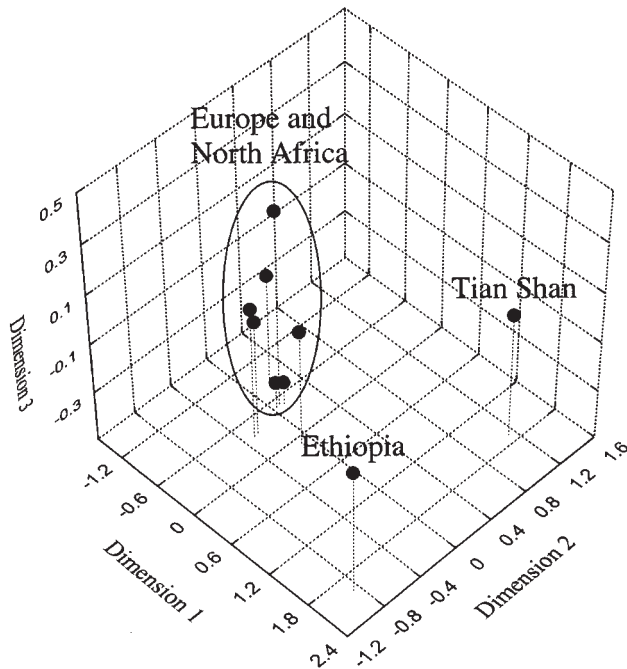 Europe and
North Africa
Tian Shan
Ethiopia
0.5
0.3
0.1
-0.1
-0.3
Dimension 3
-1.2
-0.6
0
0.6
1.2
1.8
2.4
Dimension 1
-1.2
-0.8
-0.4
0
0.4
0.8
1.2
1.6
Dimension 2